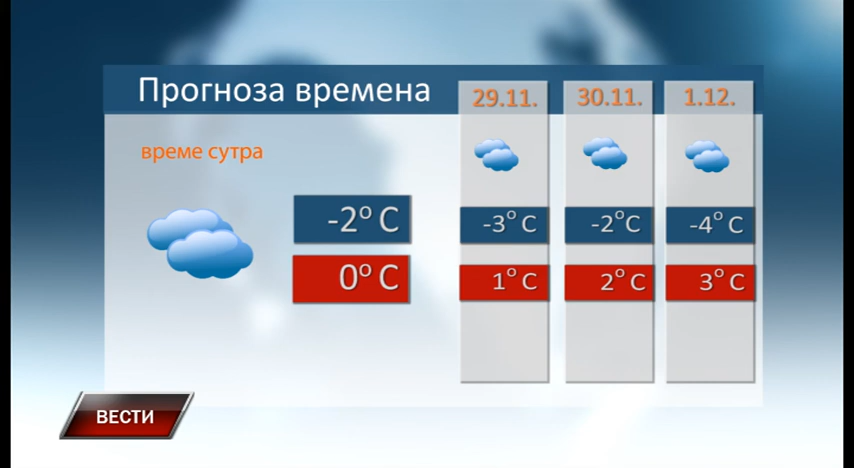 Прогноза времена
време сутра
-2° C
0° C
29.11.
-3° C
1° C
30.11.
-2°C
2° C
1.12.
-4° C
3° C
ВЕСТИ